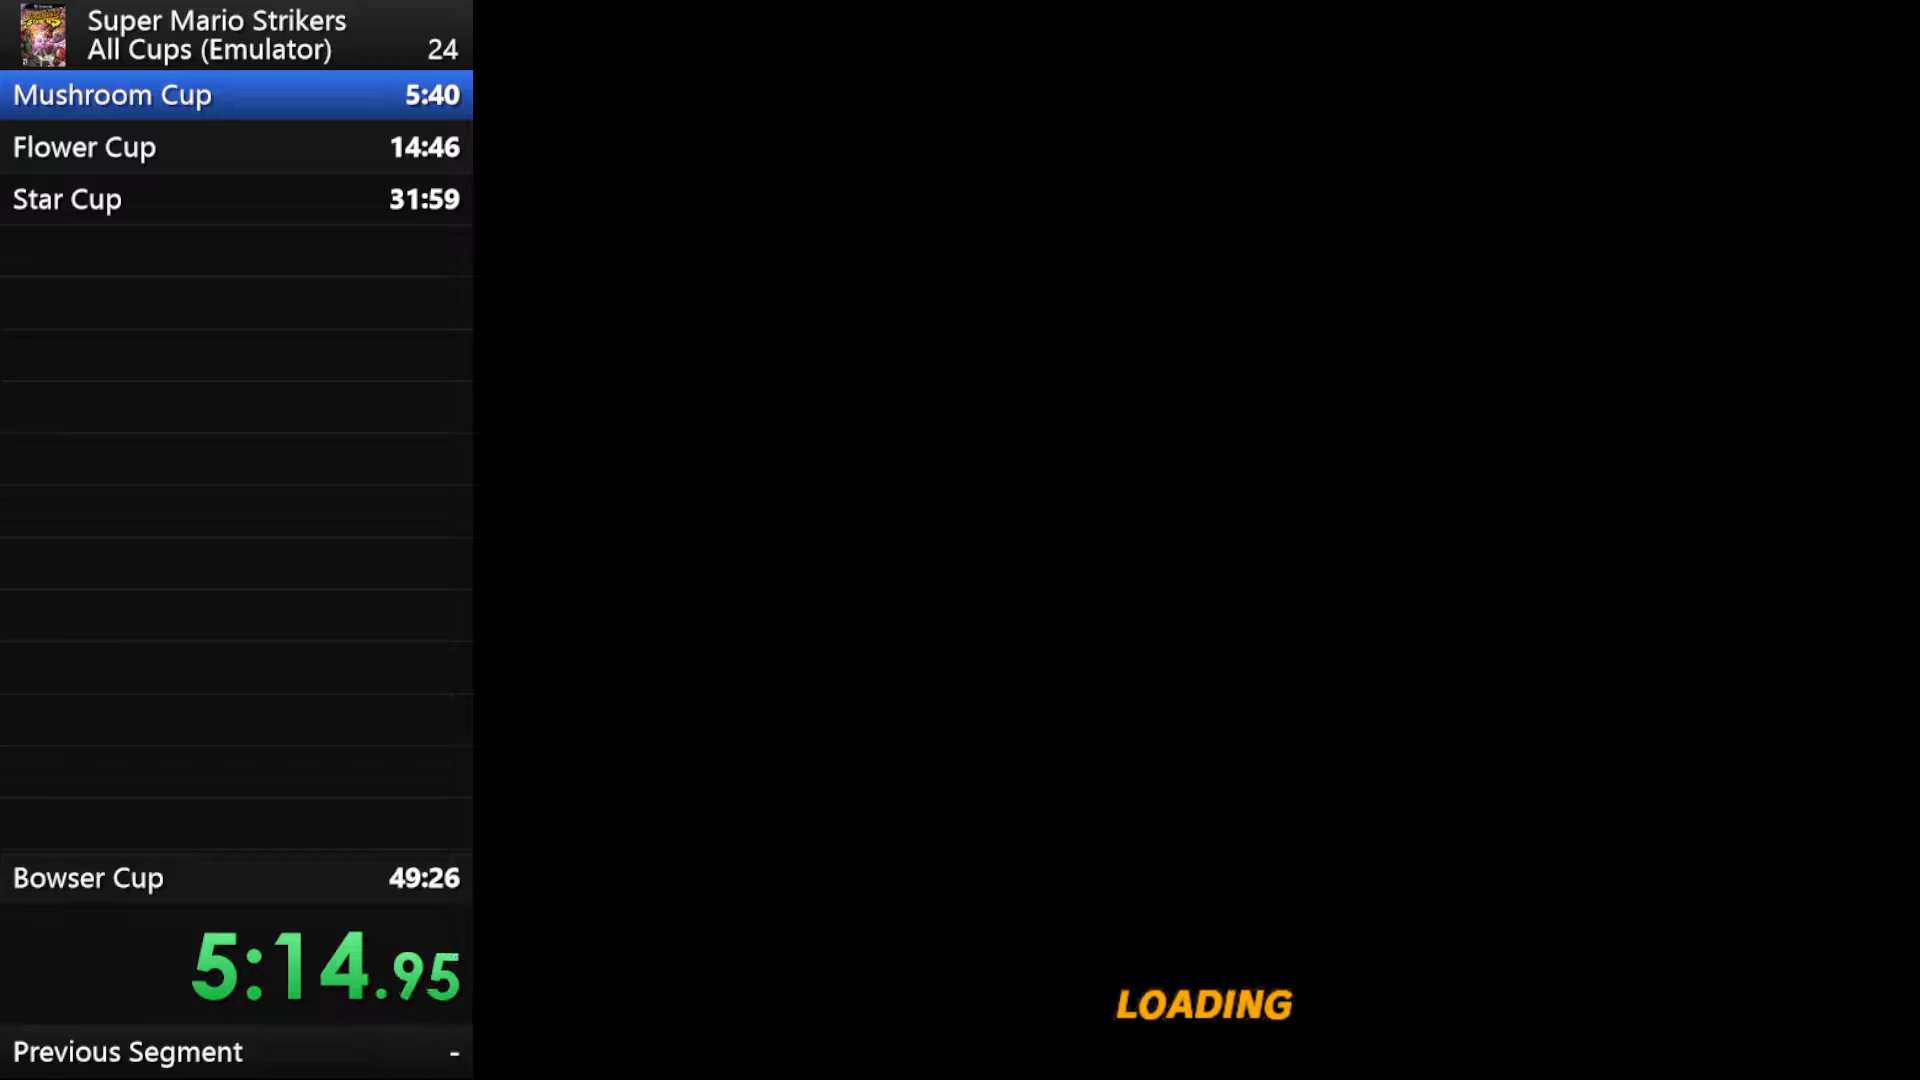 Super Mario Strikers
All Cups (Emulator) 24
Mushroom Cup 5:40
Flower Cup 14:46
Star Cup 31:59
Bowser Cup 49:26
5:14.95
Previous Segment -
LOADING